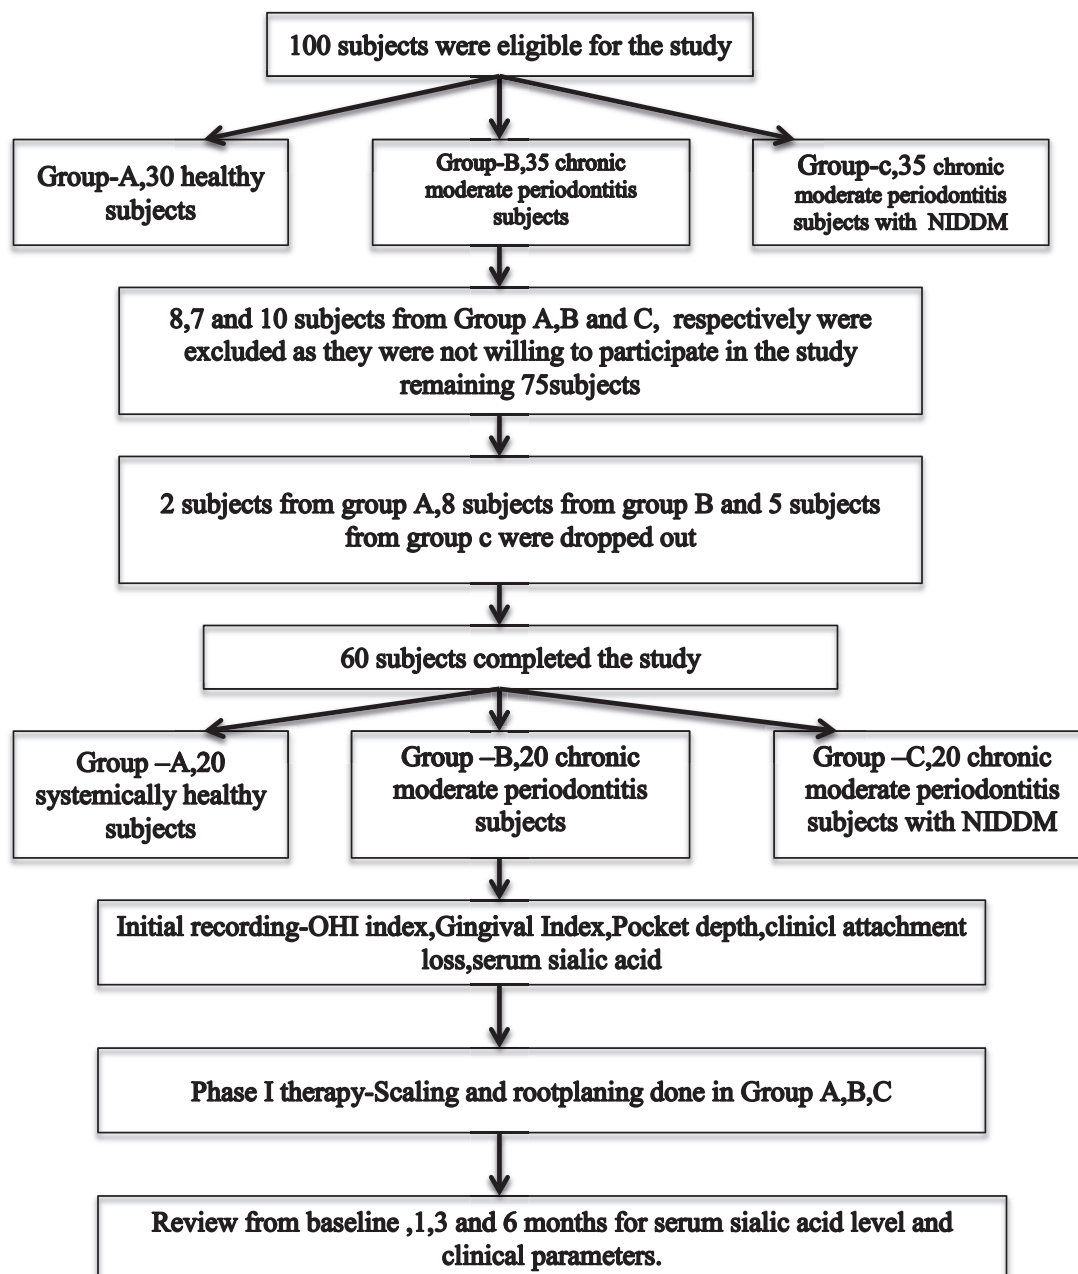 100 subjects were eligible for the study
Group-A,30 healthy
subjects
Group-B,35 chronic
moderate periodontitis
subjects
Group-c,35 chronic
moderate periodontitis
subjects with NIDDM
8,7 and 10 subjects from Group A,B and C, respectively were
excluded as they were not willing to participate in the study
remaining 75subjects
2 subjects from group A,8 subjects from group B and 5 subjects
from group c were dropped out
60 subjects completed the study
Group –A,20
systemically healthy
subjects
Group –B,20 chronic
moderate periodontitis
subjects
Group –C,20 chronic
moderate periodontitis
subjects with NIDDM
Initial recording-OHI index,Gingival Index,Pocket depth,clinicl attachment
loss,serum sialic acid
Phase I therapy-Scaling and rootplaning done in Group A,B,C
Review from baseline ,1,3 and 6 months for serum sialic acid level and
clinical parameters.